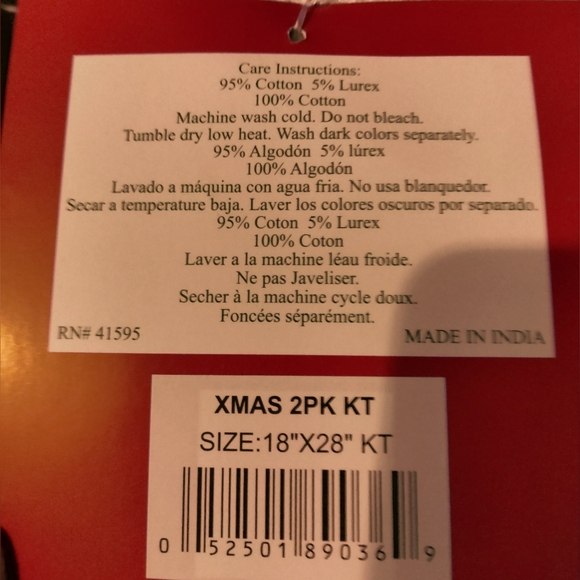 Care Instructions:
95% Cotton 5% Lurex
100% Cotton
Machine wash cold. Do not bleach.
Tumble dry low heat. Wash dark colors separately.
95% Algodón 5% lúrex
100% Algodón
Lavado a máquina con agua fria. No usa blanquedor.
Secar a temperature baja. Laver los colores oscuros por separado.
95% Coton 5% Lurex
100% Coton
Laver a la machine léau froide.
Ne pas Javeliser.
Secher à la machine cycle doux.
Foncées séparément.
RN# 41595 MADE IN INDIA
XMAS 2PK KT
SIZE:18"X28" KT
0 52501 89036 9